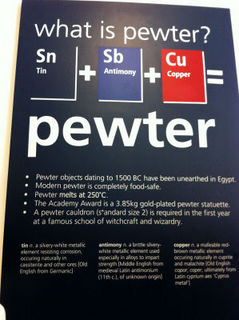 what is pewter?
Sn Sb Cu
Tin + Antimony + Copper =
pewter
• Pewter objects dating to 1500 BC have been unearthed in Egypt.
• Modern pewter is completely food-safe.
• Pewter melts at 250°C.
• The Academy Award is a 3.85kg gold-plated pewter statuette.
• A pewter cauldron (standard size 2) is required in the first year
at a famous school of witchcraft and wizardry.
tin n. a silvery-white metallic
element resisting corrosion,
occuring naturally in
cassiterite and other ores [Old
English from Germanic]
antimony n. a brittle silvery-
white metallic element used
especially in alloys to impart
strength [Middle English from
medieval Latin antimonium
(11th c.), of unknown origin]
copper n. a malleable red-
brown metallic element
occuring naturally in cuprite
and malachite [Old English
copor, coper, ultimately from
Latin cyprium aes 'Cyprus
metal']